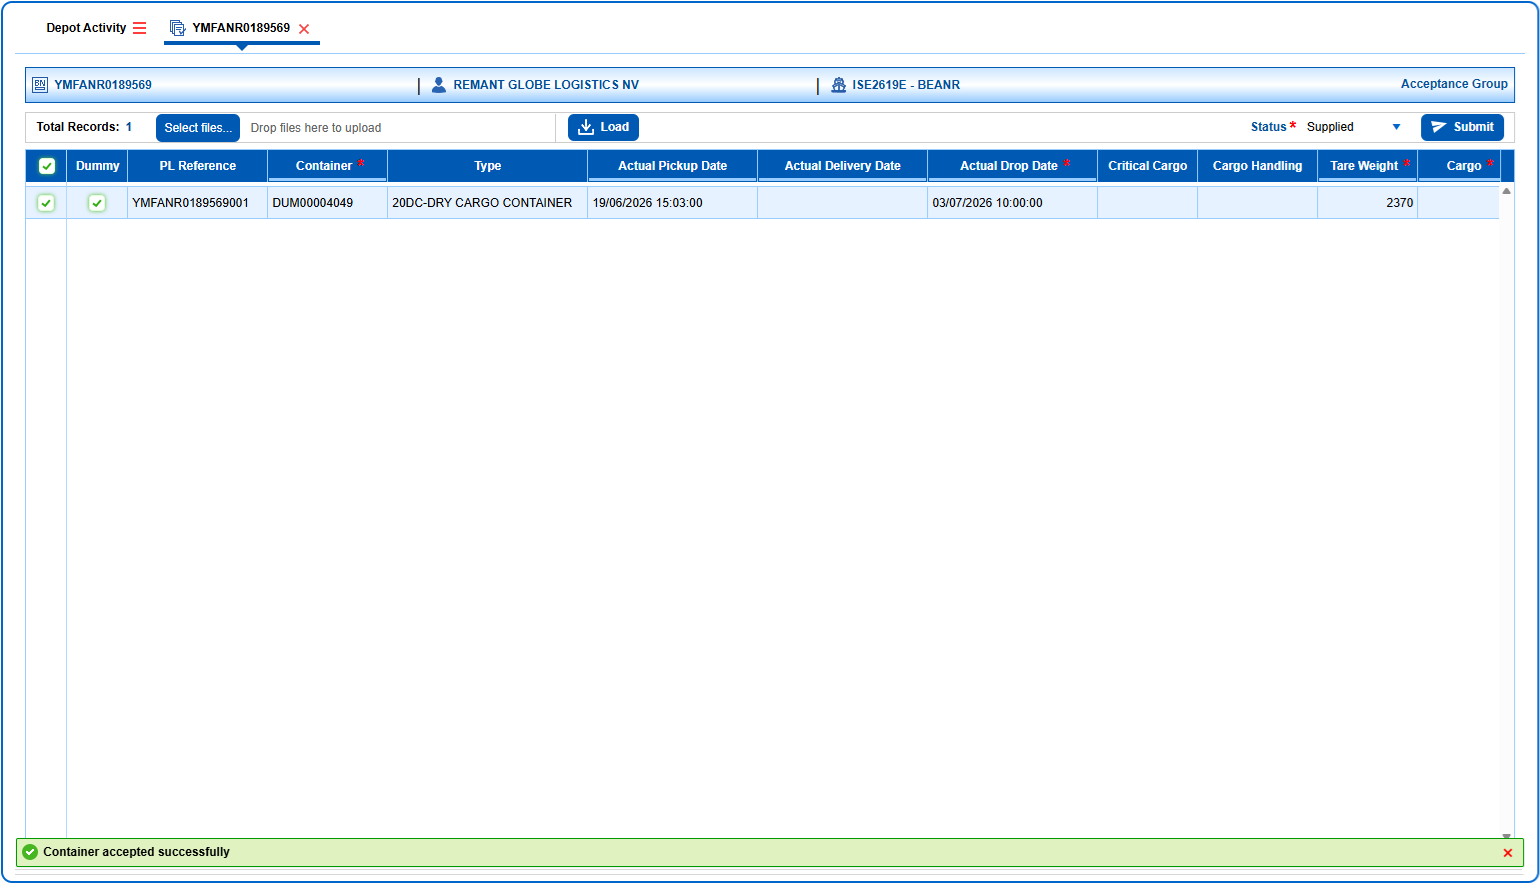 Depot Activity YMFANR0189569
BN YMFANR0189569 REMANT GLOBE LOGISTICS NV ISE2619E - BEANR Acceptance Group
Total Records: 1 Select files... Drop files here to upload Load Status * Supplied Submit
Dummy PL Reference Container * Type Actual Pickup Date Actual Delivery Date Actual Drop Date * Critical Cargo Cargo Handling Tare Weight * Cargo *
YMFANR0189569001 DUM00004049 20DC-DRY CARGO CONTAINER 19/06/2026 15:03:00 03/07/2026 10:00:00 2370
Container accepted successfully